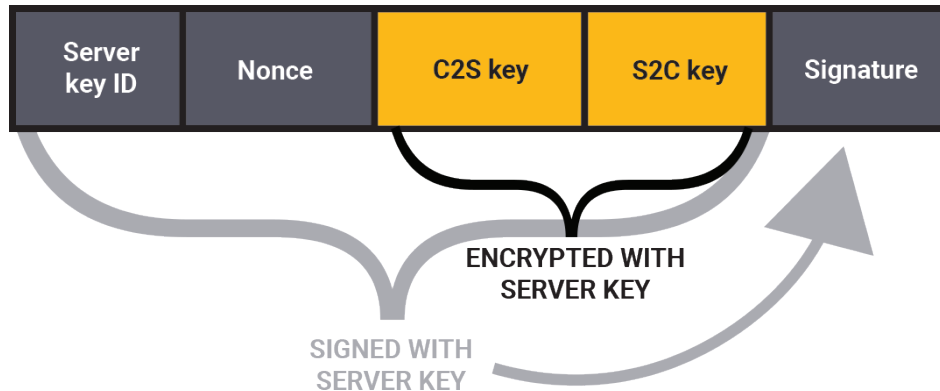 Server
key ID
Nonce
C2S key
S2C key
Signature
ENCRYPTED WITH
SERVER KEY
SIGNED WITH
SERVER KEY